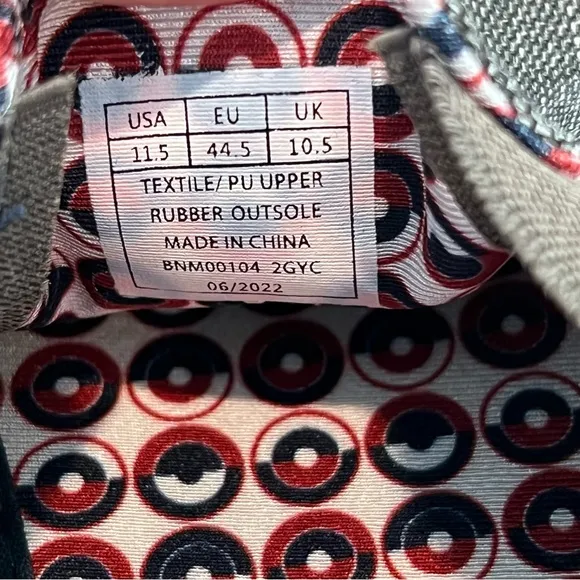 USA EU UK
11.5 44.5 10.5
TEXTILE/ PU UPPER
RUBBER OUTSOLE
MADE IN CHINA
BNM00104 2GYC
06/2022